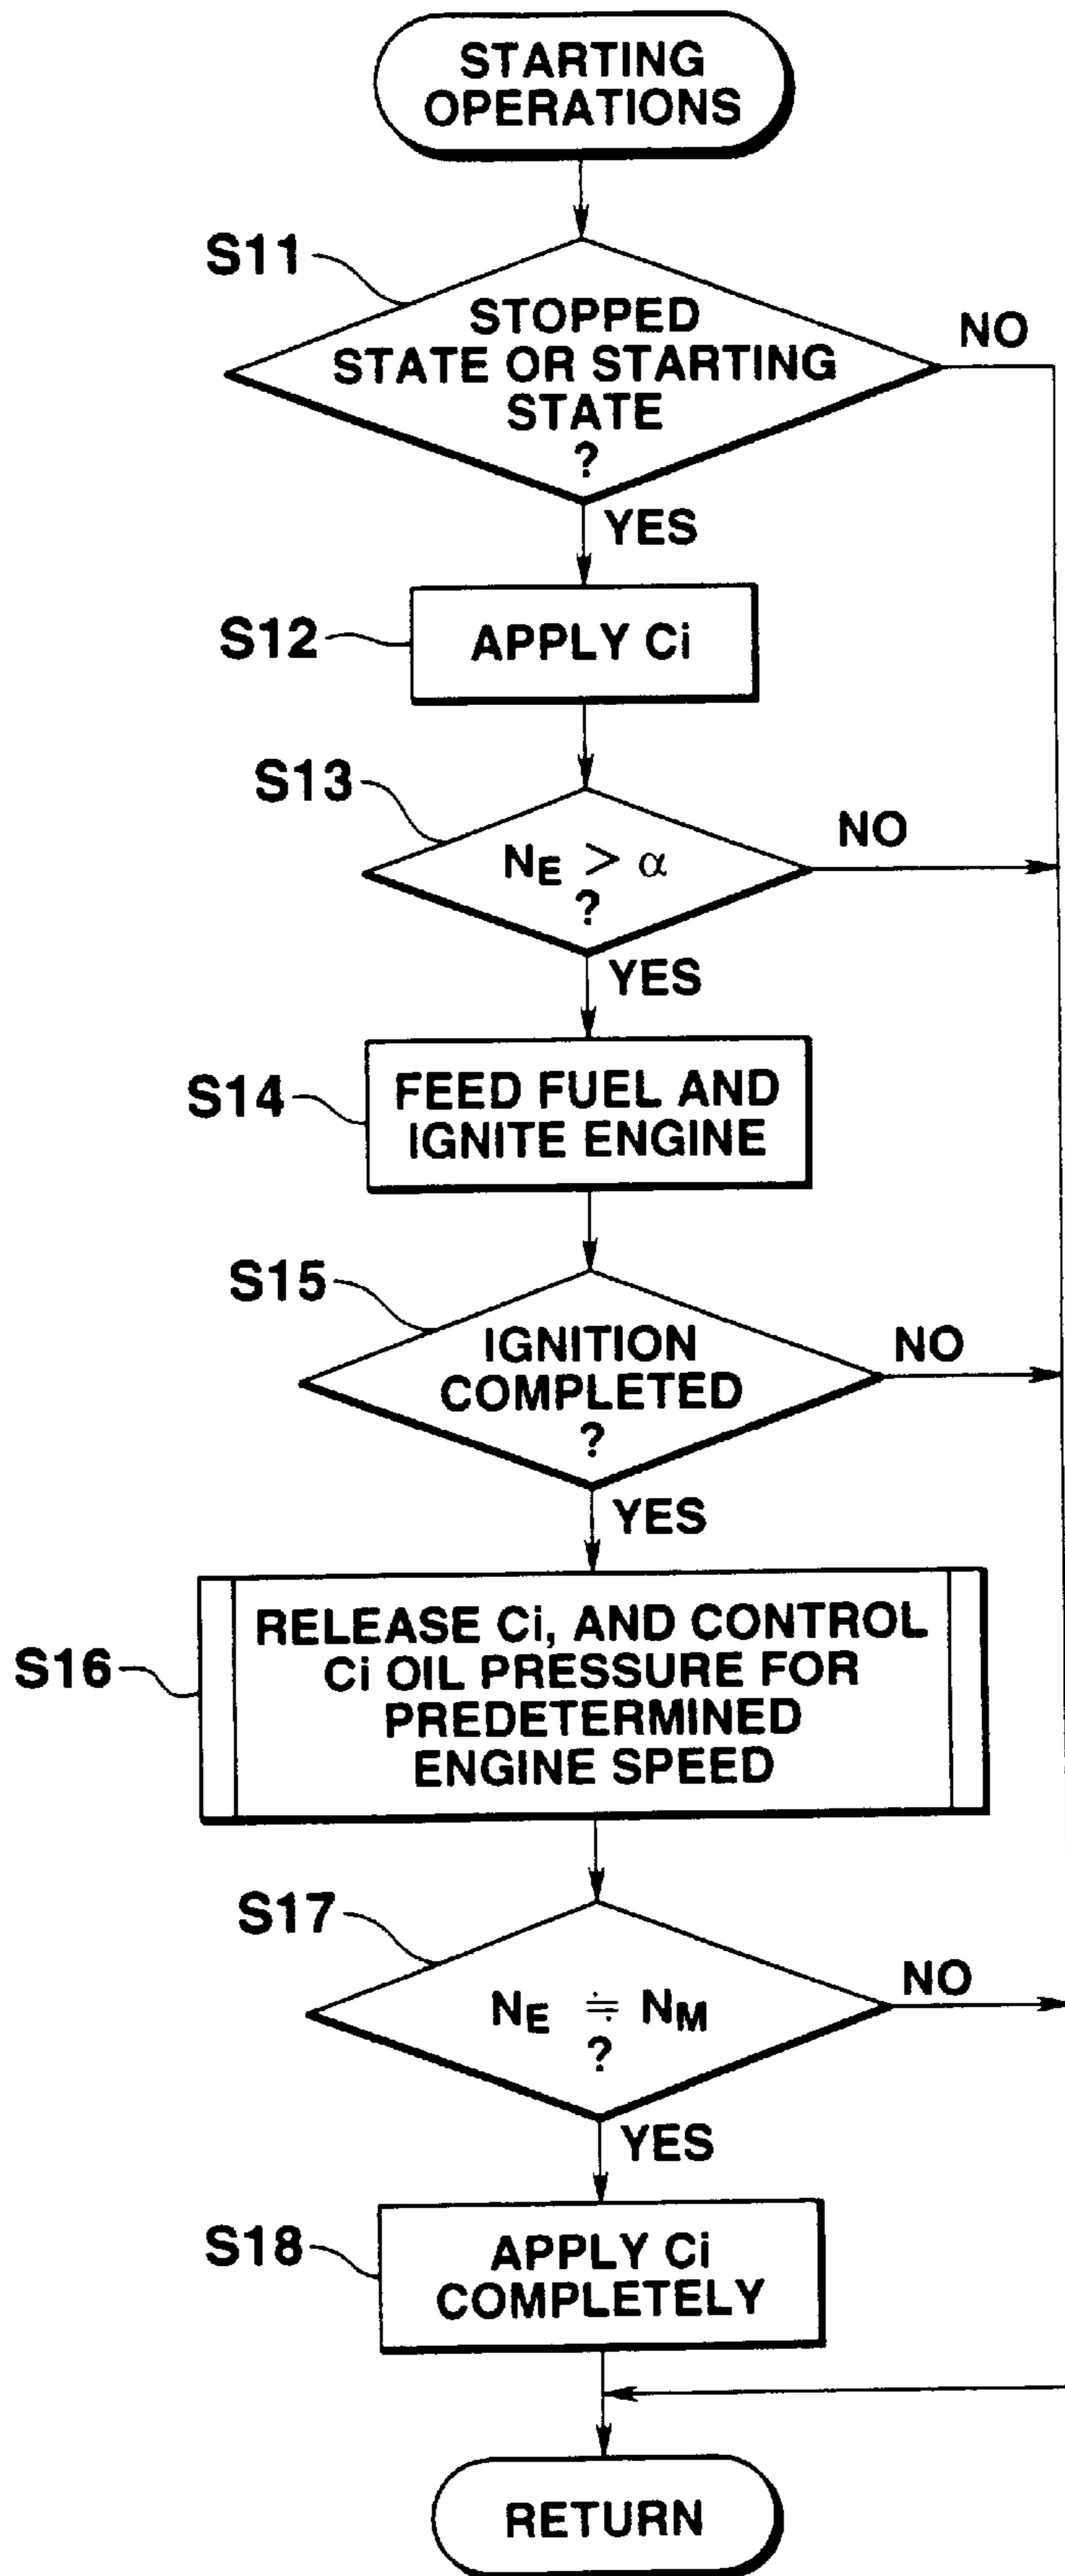 STARTING
OPERATIONS
S11
STOPPED
STATE OR STARTING
STATE
?
NO
YES
S12
APPLY Ci
S13
NE > α
?
NO
YES
S14
FEED FUEL AND
IGNITE ENGINE
S15
IGNITION
COMPLETED
?
NO
YES
S16
RELEASE Ci, AND CONTROL
Ci OIL PRESSURE FOR
PREDETERMINED
ENGINE SPEED
S17
NE ≒ NM
?
NO
YES
S18
APPLY Ci
COMPLETELY
RETURN